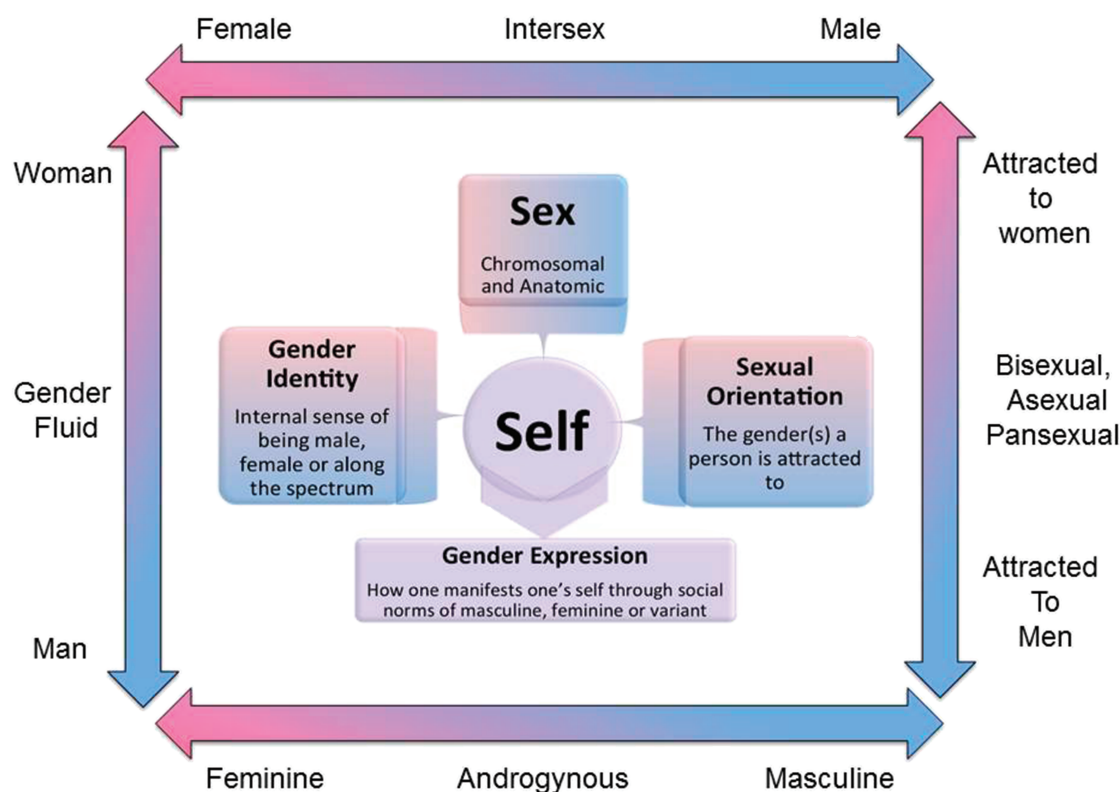 Female Intersex Male
Woman
Gender
Fluid
Man
Sex
Chromosomal
and Anatomic
Gender
Identity
Internal sense of
being male,
female or along
the spectrum
Self
Sexual
Orientation
The gender(s) a
person is attracted
to
Gender Expression
How one manifests one's self through social
norms of masculine, feminine or variant
Attracted
to
women
Bisexual,
Asexual
Pansexual
Attracted
To
Men
Feminine Androgynous Masculine